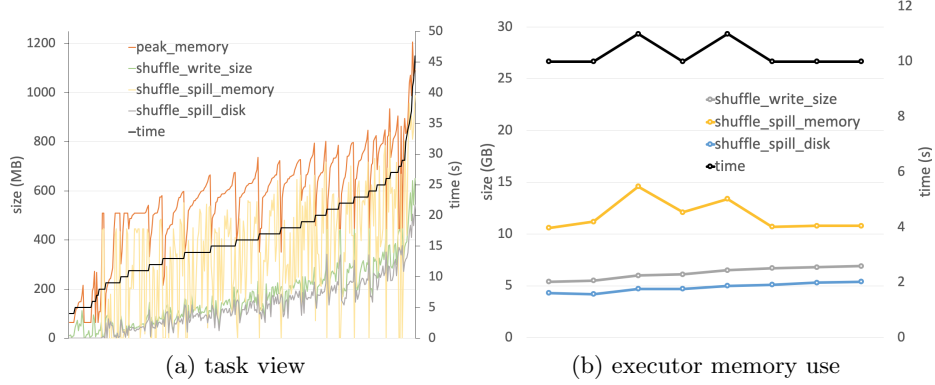 1200
1000
800
600
400
200
0
size (MB)
peak_memory
shuffle_write_size
shuffle_spill_memory
shuffle_spill_disk
time
50
45
40
35
30
25
20
15
10
5
0
time (s)
(a) task view
30
25
20
15
10
5
0
size (GB)
shuffle_write_size
shuffle_spill_memory
shuffle_spill_disk
time
12
10
8
6
4
2
0
time (s)
(b) executor memory use